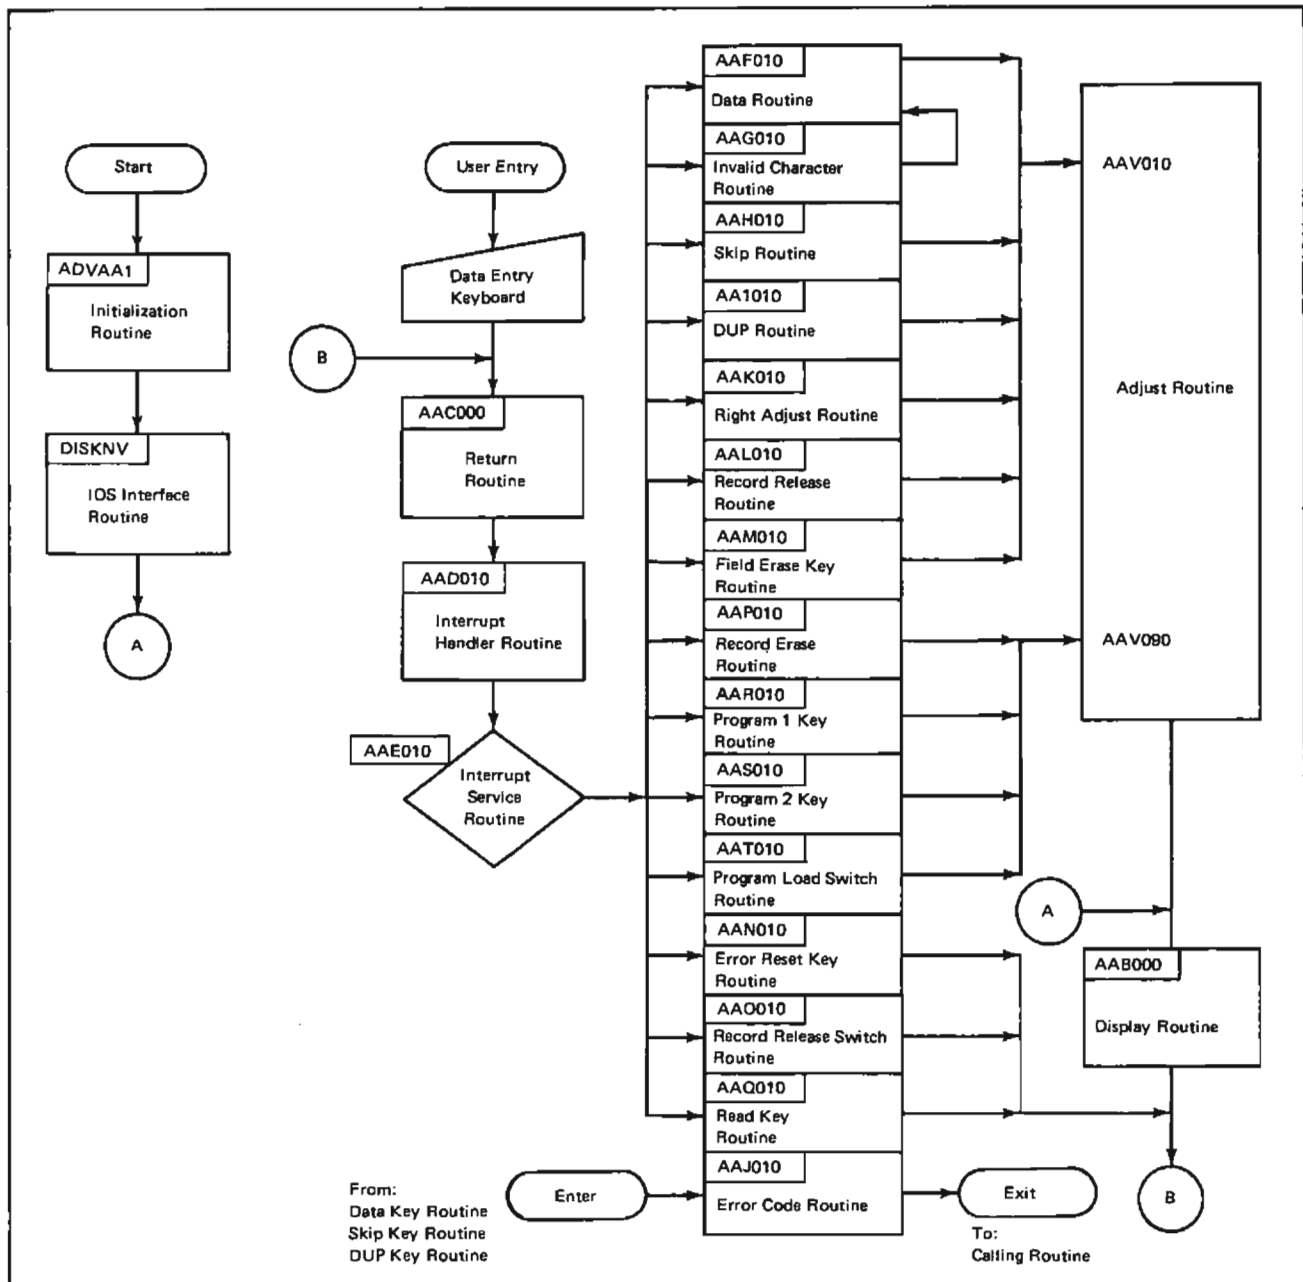 Start
ADVAA1
Initialization
Routine
DISKNV
IOS Interface
Routine
A
User Entry
Data Entry
Keyboard
B
AAC000
Return
Routine
AAD010
Interrupt
Handler Routine
AAE010
Interrupt
Service
Routine
AAF010
Data Routine
AAG010
Invalid Character
Routine
AAH010
Skip Routine
AA1010
DUP Routine
AAK010
Right Adjust Routine
AAL010
Record Release
Routine
AAM010
Field Erase Key
Routine
AAP010
Record Erase
Routine
AAR010
Program 1 Key
Routine
AAS010
Program 2 Key
Routine
AAT010
Program Load Switch
Routine
AAN010
Error Reset Key
Routine
AAO010
Record Release Switch
Routine
AAQ010
Read Key
Routine
AAJ010
Error Code Routine
AAV010
Adjust Routine
AAV090
A
AAB000
Display Routine
B
From:
Data Key Routine
Skip Key Routine
DUP Key Routine
Enter
Exit
To:
Calling Routine